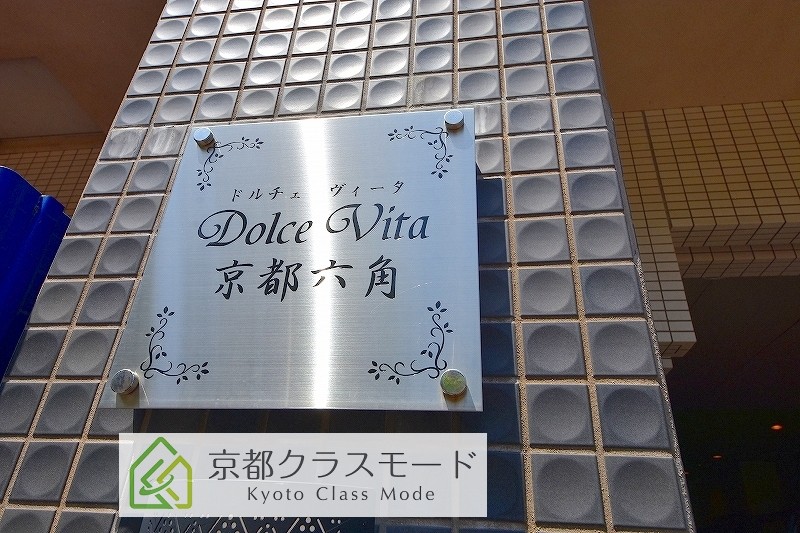 ドルチェ ヴィータ
Dolce Vita
京都六角
京都クラスモード
Kyoto Class Mode